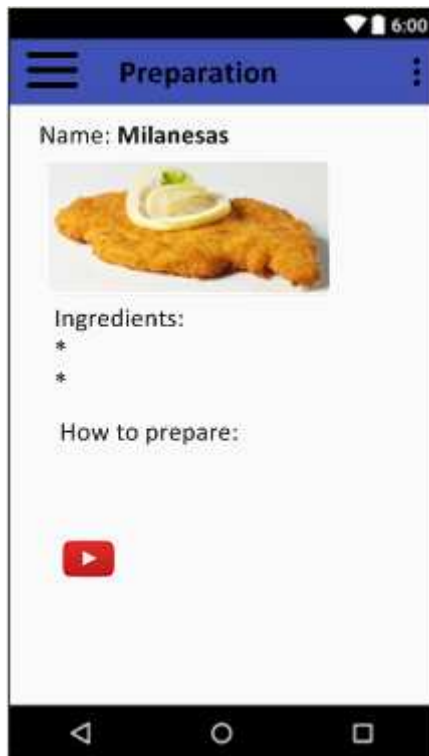 6:00
Preparation
Name: Milanesas
Ingredients:
*
*
How to prepare: